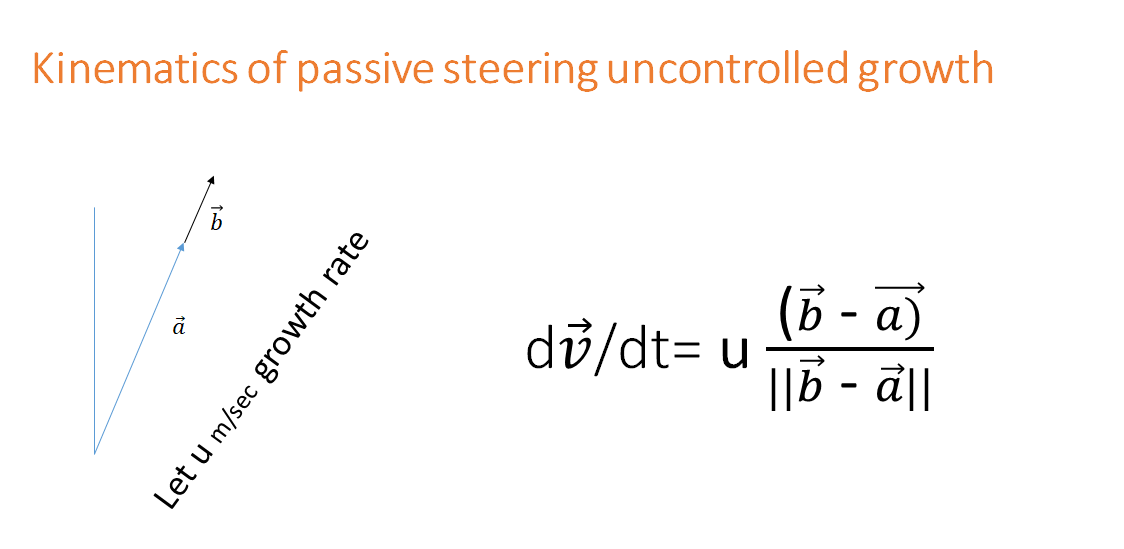 Kinematics of passive steering uncontrolled growth
b⃗
a⃗
Let u m/sec growth rate
dv⃗/dt= u (b⃗ - a⃗)
||b⃗ - a⃗||